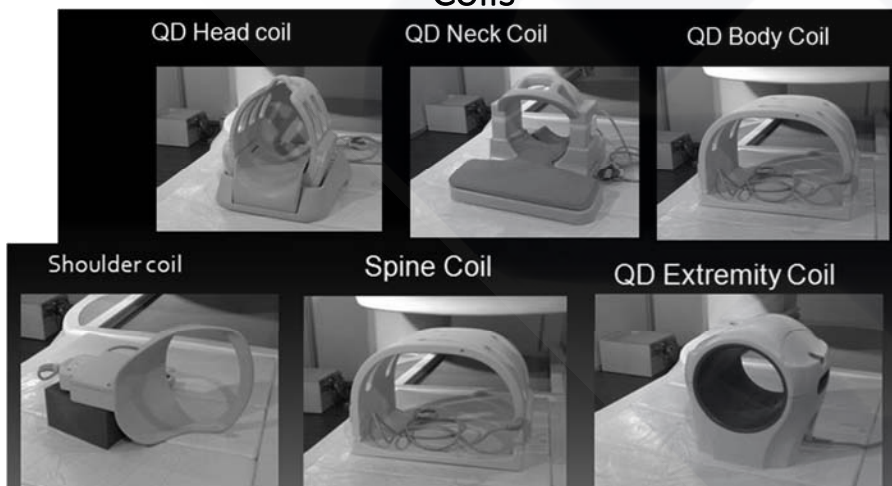 Coils
QD Head coil
QD Neck Coil
QD Body Coil
Shoulder coil
Spine Coil
QD Extremity Coil